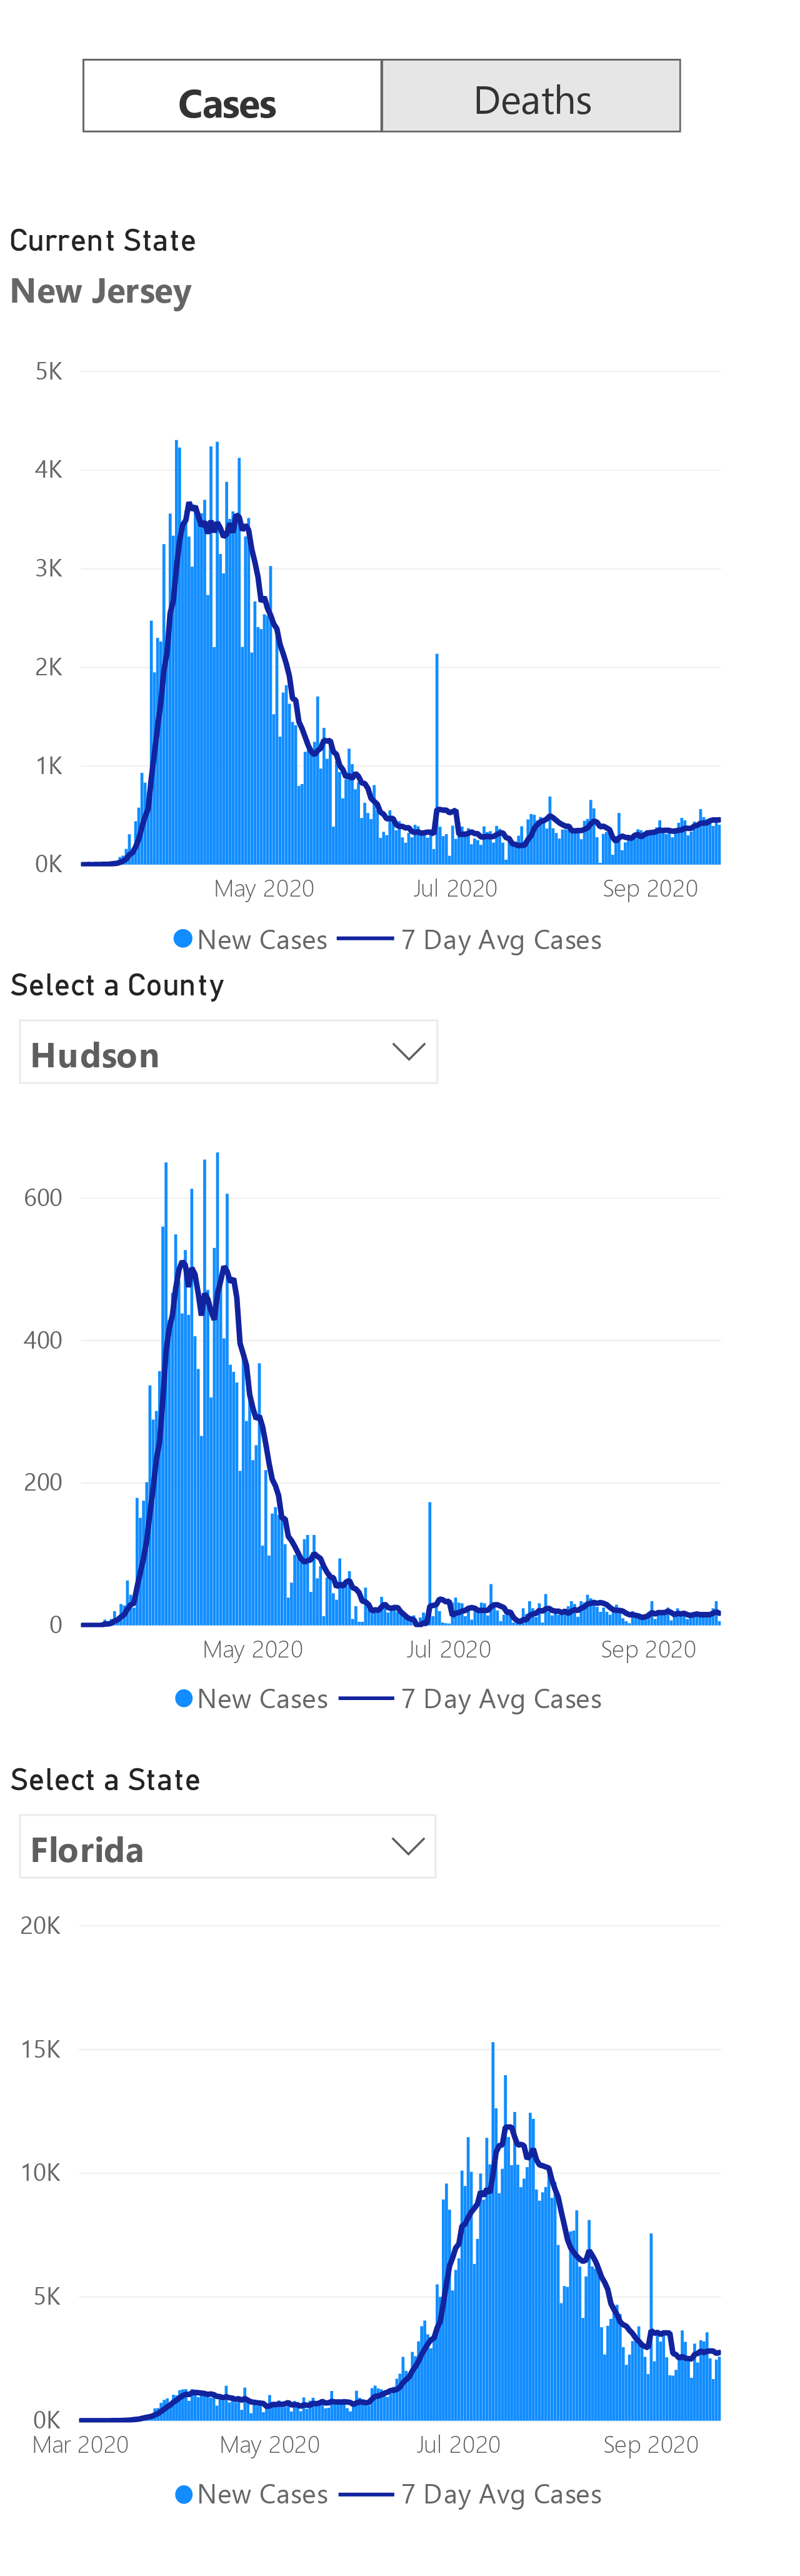 Cases Deaths
Current State
New Jersey
5K
4K
3K
2K
1K
0K
May 2020 Jul 2020 Sep 2020
New Cases 7 Day Avg Cases
Select a County
Hudson
600
400
200
0
May 2020 Jul 2020 Sep 2020
New Cases 7 Day Avg Cases
Select a State
Florida
20K
15K
10K
5K
0K
Mar 2020 May 2020 Jul 2020 Sep 2020
New Cases 7 Day Avg Cases